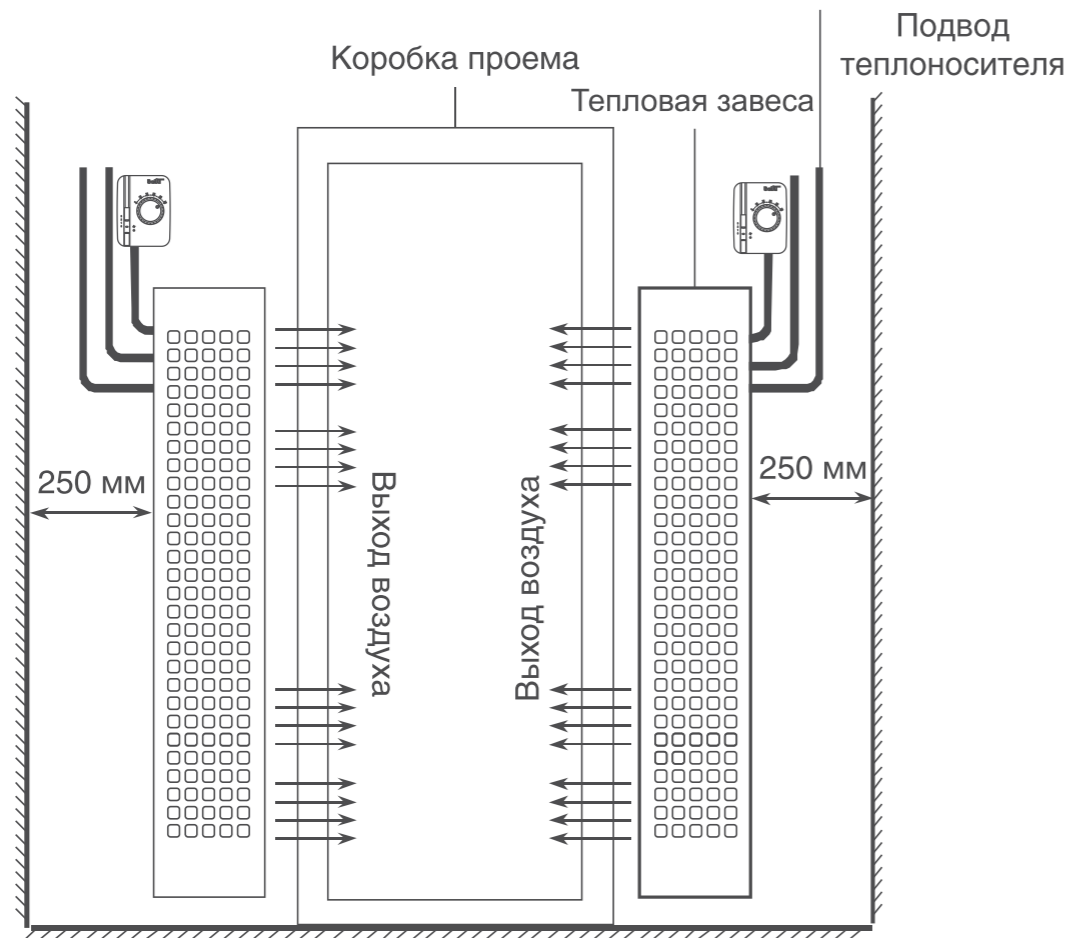 Подвод
теплоносителя
Коробка проема
Тепловая завеса
250 мм
Выход воздуха
Выход воздуха
250 мм